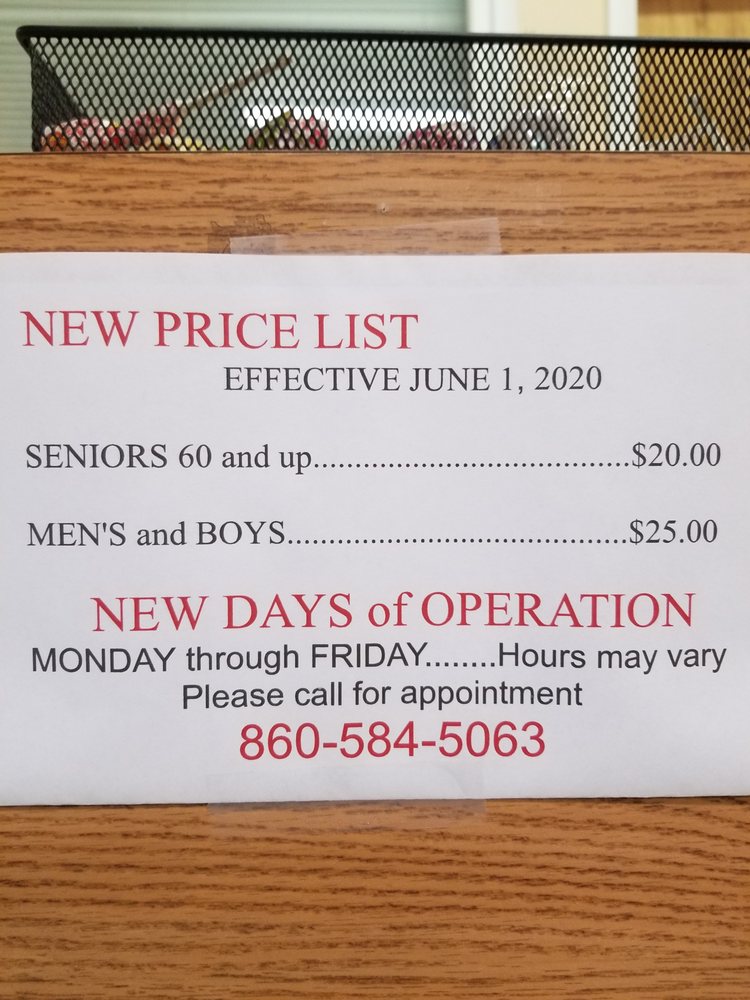 NEW PRICE LIST
EFFECTIVE JUNE 1, 2020
SENIORS 60 and up......................................$20.00
MEN'S and BOYS.........................................$25.00
NEW DAYS of OPERATION
MONDAY through FRIDAY........Hours may vary
Please call for appointment
860-584-5063